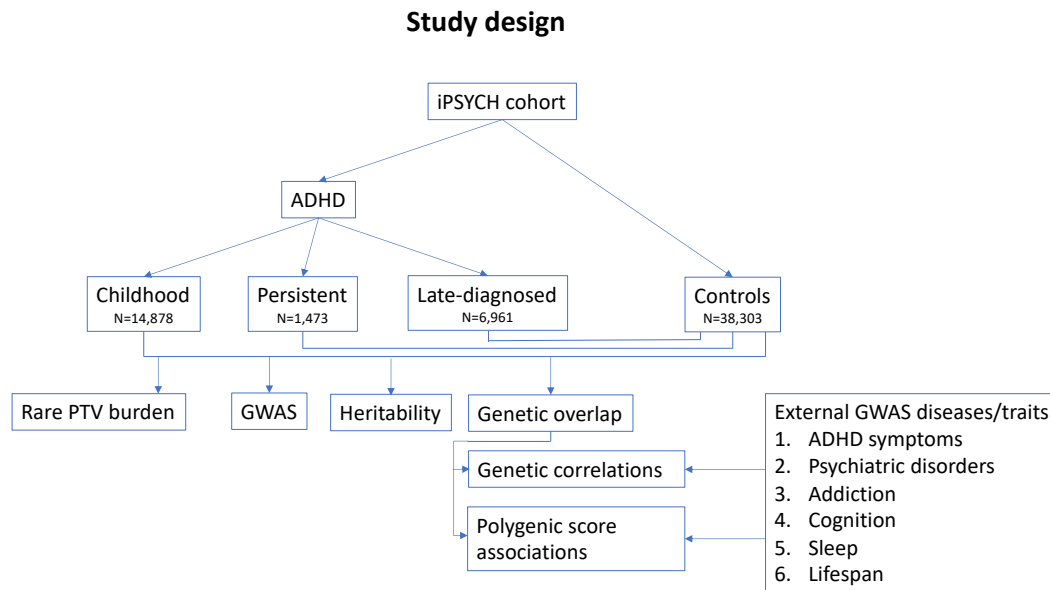 Study design
iPSYCH cohort
ADHD
Childhood
N=14,878
Persistent
N=1,473
Late-diagnosed
N=6,961
Controls
N=38,303
Rare PTV burden
GWAS
Heritability
Genetic overlap
Genetic correlations
Polygenic score
associations
External GWAS diseases/traits
1. ADHD symptoms
2. Psychiatric disorders
3. Addiction
4. Cognition
5. Sleep
6. Lifespan